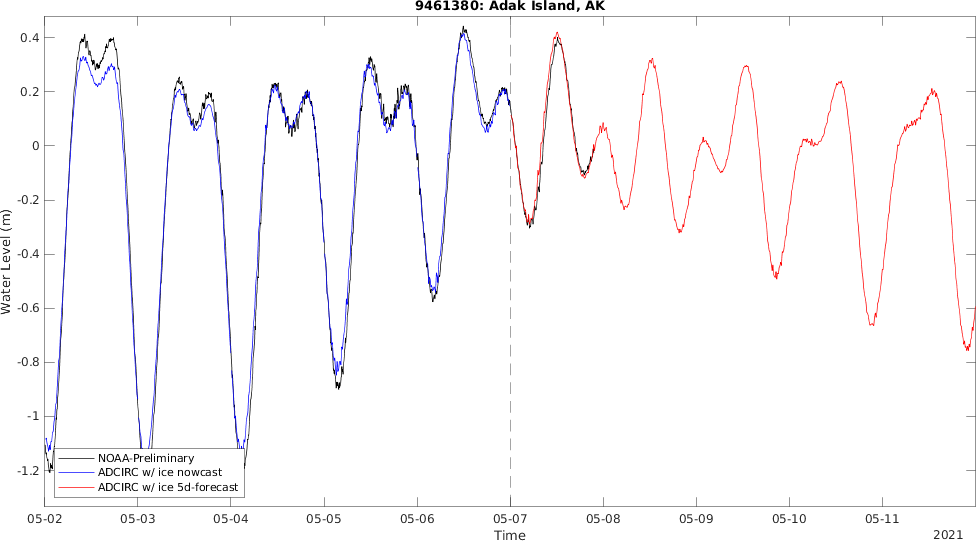 9461380: Adak Island, AK
Water Level (m)
0.4
0.2
0
-0.2
-0.4
-0.6
-0.8
-1
-1.2
NOAA-Preliminary
ADCIRC w/ ice nowcast
ADCIRC w/ ice 5d-forecast
05-02 05-03 05-04 05-05 05-06 05-07 05-08 05-09 05-10 05-11
Time
2021